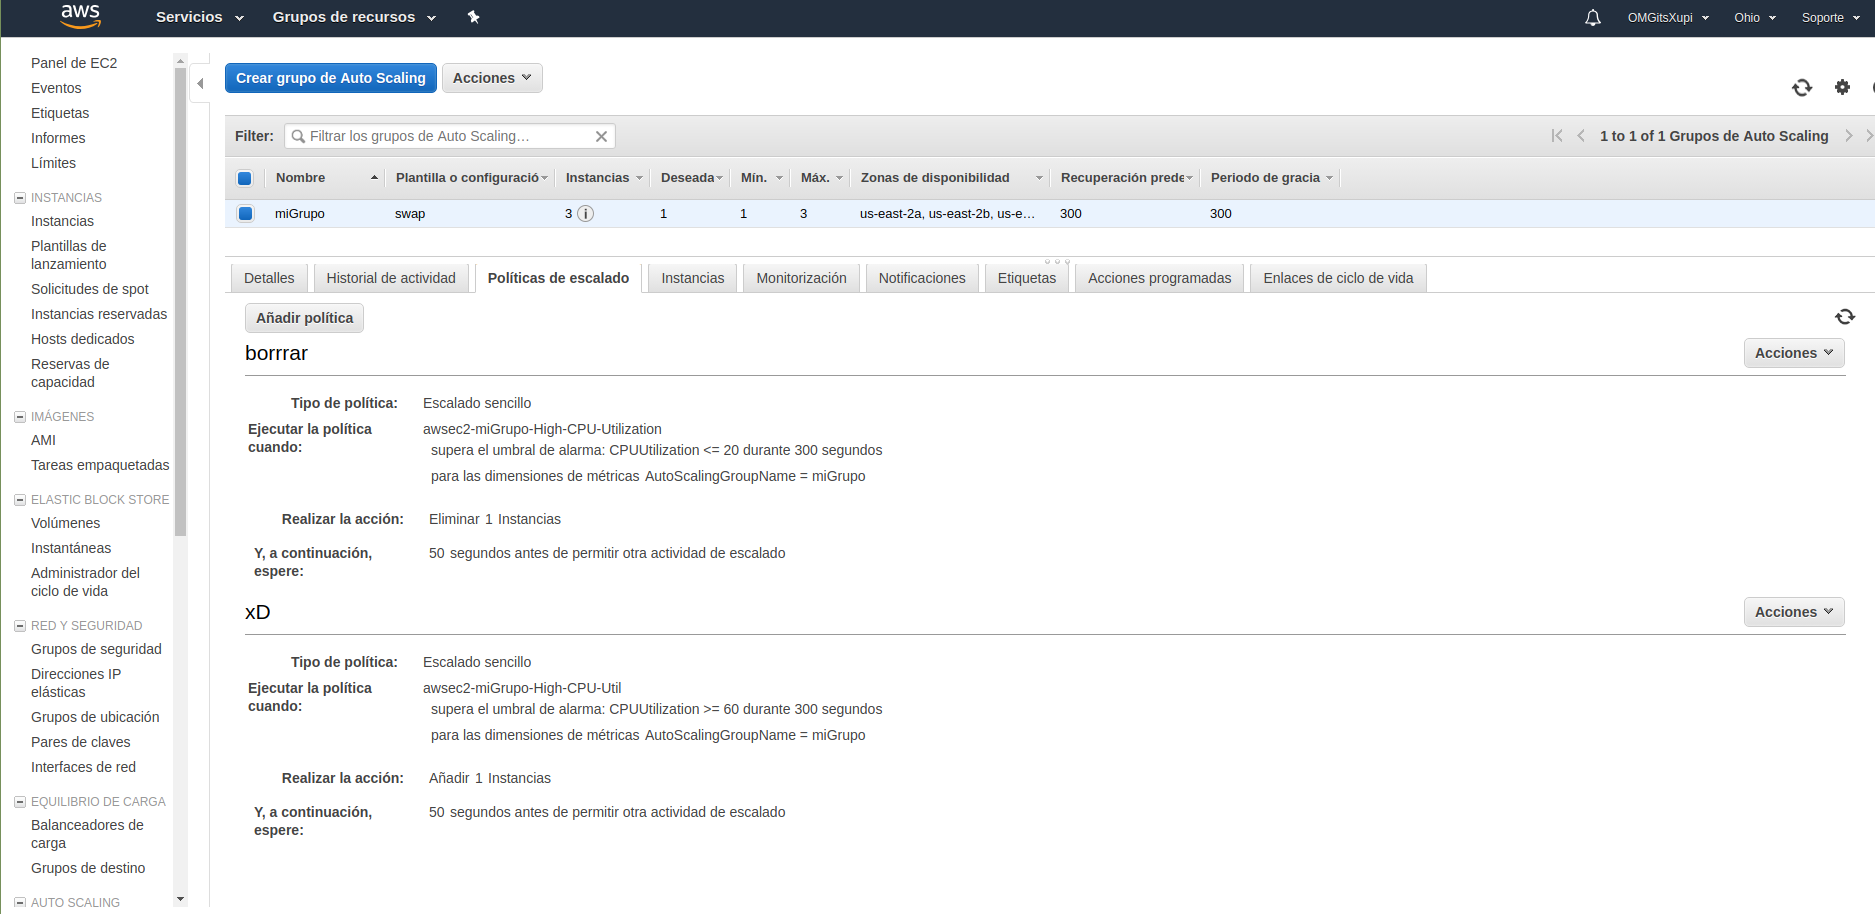 aws
Servicios
Grupos de recursos
OMGitsXupi
Ohio
Soporte
Panel de EC2
Eventos
Etiquetas
Informes
Límites
INSTANCIAS
Instancias
Plantillas de
lanzamiento
Solicitudes de spot
Instancias reservadas
Hosts dedicados
Reservas de
capacidad
IMÁGENES
AMI
Tareas empaquetadas
ELASTIC BLOCK STORE
Volúmenes
Instantáneas
Administrador del
ciclo de vida
RED Y SEGURIDAD
Grupos de seguridad
Direcciones IP
elásticas
Grupos de ubicación
Pares de claves
Interfaces de red
EQUILIBRIO DE CARGA
Balanceadores de
carga
Grupos de destino
AUTO SCALING
Crear grupo de Auto Scaling
Acciones
Filter:
Filtrar los grupos de Auto Scaling…
1 to 1 of 1 Grupos de Auto Scaling
Nombre
Plantilla o configuració
Instancias
Deseada
Mín.
Máx.
Zonas de disponibilidad
Recuperación prede
Periodo de gracia
miGrupo
swap
3
1
1
3
us-east-2a, us-east-2b, us-e…
300
300
Detalles
Historial de actividad
Políticas de escalado
Instancias
Monitorización
Notificaciones
Etiquetas
Acciones programadas
Enlaces de ciclo de vida
Añadir política
borrrar
Acciones
Tipo de política: Escalado sencillo
Ejecutar la política
cuando:
awsec2-miGrupo-High-CPU-Utilization
supera el umbral de alarma: CPUUtilization <= 20 durante 300 segundos
para las dimensiones de métricas AutoScalingGroupName = miGrupo
Realizar la acción: Eliminar 1 Instancias
Y, a continuación,
espere:
50 segundos antes de permitir otra actividad de escalado
xD
Acciones
Tipo de política: Escalado sencillo
Ejecutar la política
cuando:
awsec2-miGrupo-High-CPU-Util
supera el umbral de alarma: CPUUtilization >= 60 durante 300 segundos
para las dimensiones de métricas AutoScalingGroupName = miGrupo
Realizar la acción: Añadir 1 Instancias
Y, a continuación,
espere:
50 segundos antes de permitir otra actividad de escalado